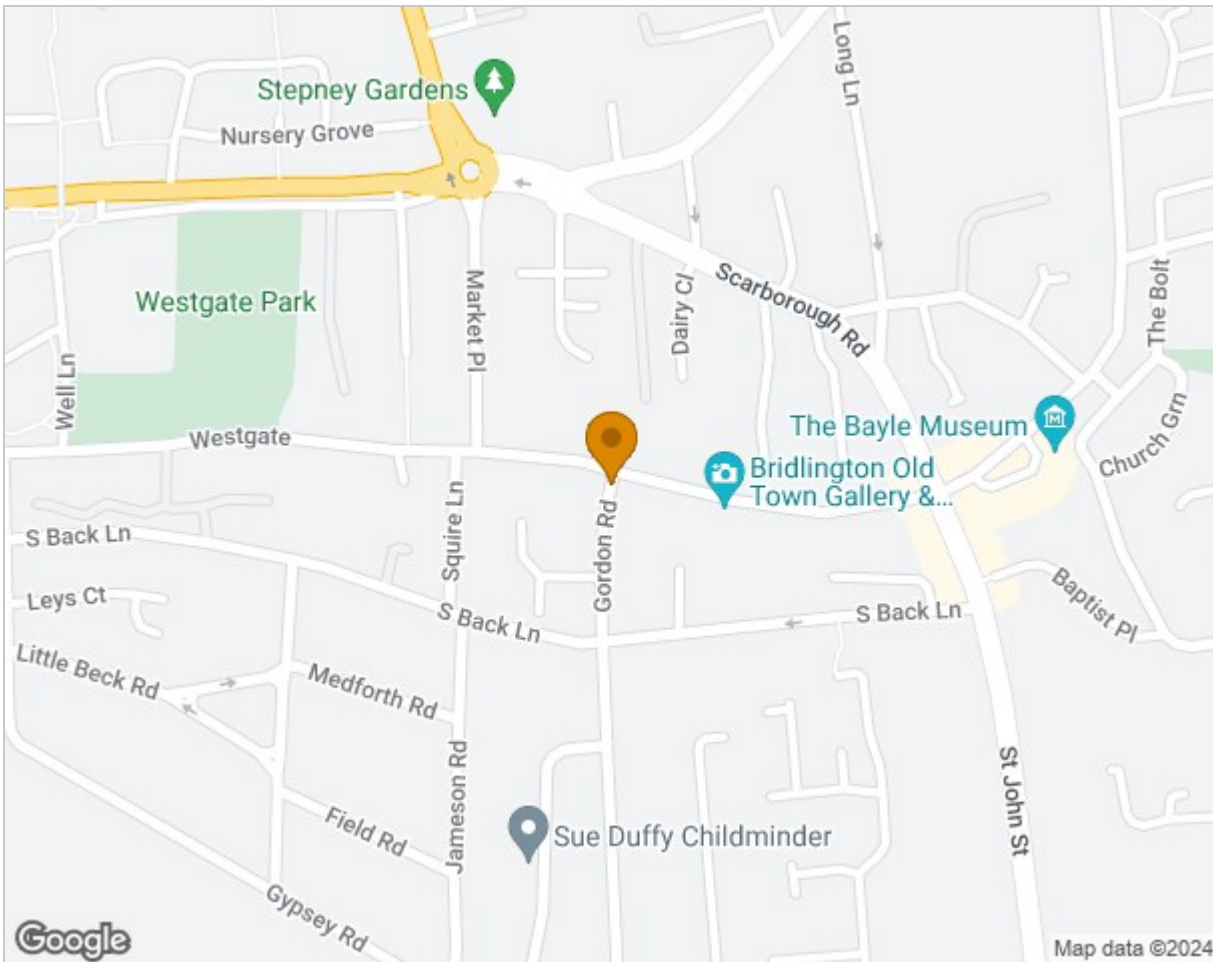 Stepney Gardens
Nursery Grove
Long Ln
Westgate Park
Market Pl
Dairy Cl
Scarborough Rd
The Bolt
Well Ln
Westgate
The Bayle Museum
Church Grn
Bridlington Old
Town Gallery &...
S Back Ln
Squire Ln
Gordon Rd
Leys Ct
S Back Ln
S Back Ln
Baptist Pl
Little Beck Rd
Medforth Rd
Jameson Rd
St John St
Field Rd
Sue Duffy Childminder
Gypsey Rd
Google
Map data ©2024